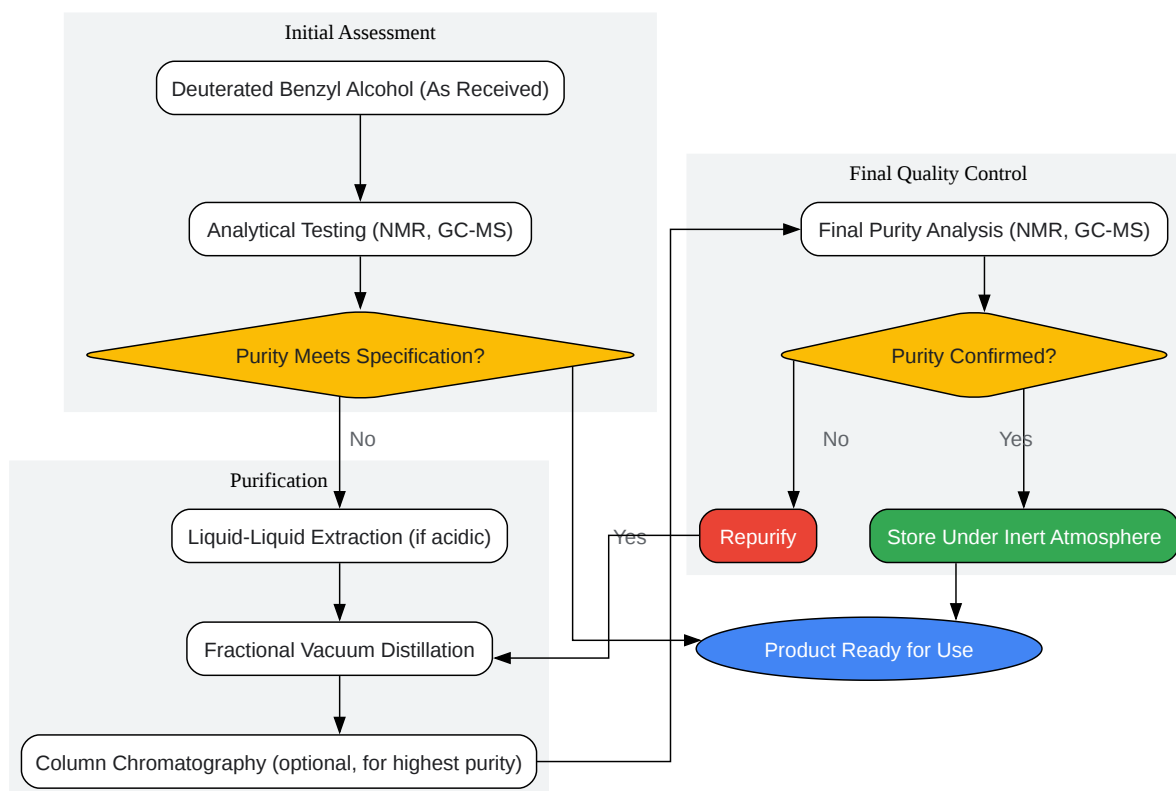 Initial Assessment
Deuterated Benzyl Alcohol (As Received)
Analytical Testing (NMR, GC-MS)
Purity Meets Specification?
No
Purification
Liquid-Liquid Extraction (if acidic)
Fractional Vacuum Distillation
Column Chromatography (optional, for highest purity)
Final Quality Control
Final Purity Analysis (NMR, GC-MS)
Purity Confirmed?
No
Yes
Yes
Repurify
Store Under Inert Atmosphere
Product Ready for Use